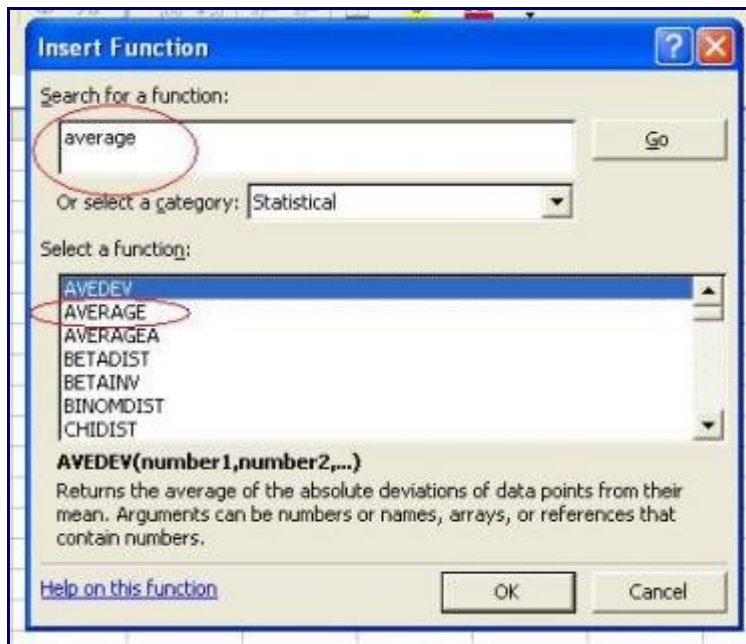 Insert Function
Search for a function:
average
Go
Or select a category: Statistical
Select a function:
AVEDEV
AVERAGE
AVERAGEA
BETADIST
BETAINV
BINOMDIST
CHIDIST
AVEDEV(number1,number2,...)
Returns the average of the absolute deviations of data points from their
mean. Arguments can be numbers or names, arrays, or references that
contain numbers.
Help on this function
OK
Cancel